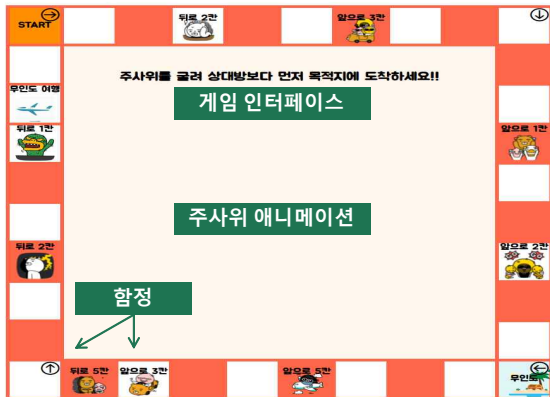 START
뒤로 2칸
앞으로 3칸
주사위를 굴려 상대방보다 먼저 목적지에 도착하세요!!
무인도 여행
게임 인터페이스
뒤로 1칸
앞으로 1칸
주사위 애니메이션
뒤로 2칸
앞으로 2칸
함정
뒤로 5칸
앞으로 3칸
앞으로 5칸
무인도